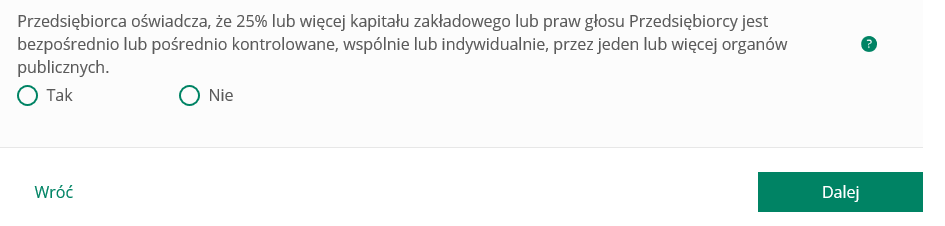 Przedsiębiorca oświadcza, że 25% lub więcej kapitału zakładowego lub praw głosu Przedsiębiorcy jest
bezpośrednio lub pośrednio kontrolowane, wspólnie lub indywidualnie, przez jeden lub więcej organów
?
publicznych.
Tak Nie
Wróć Dalej